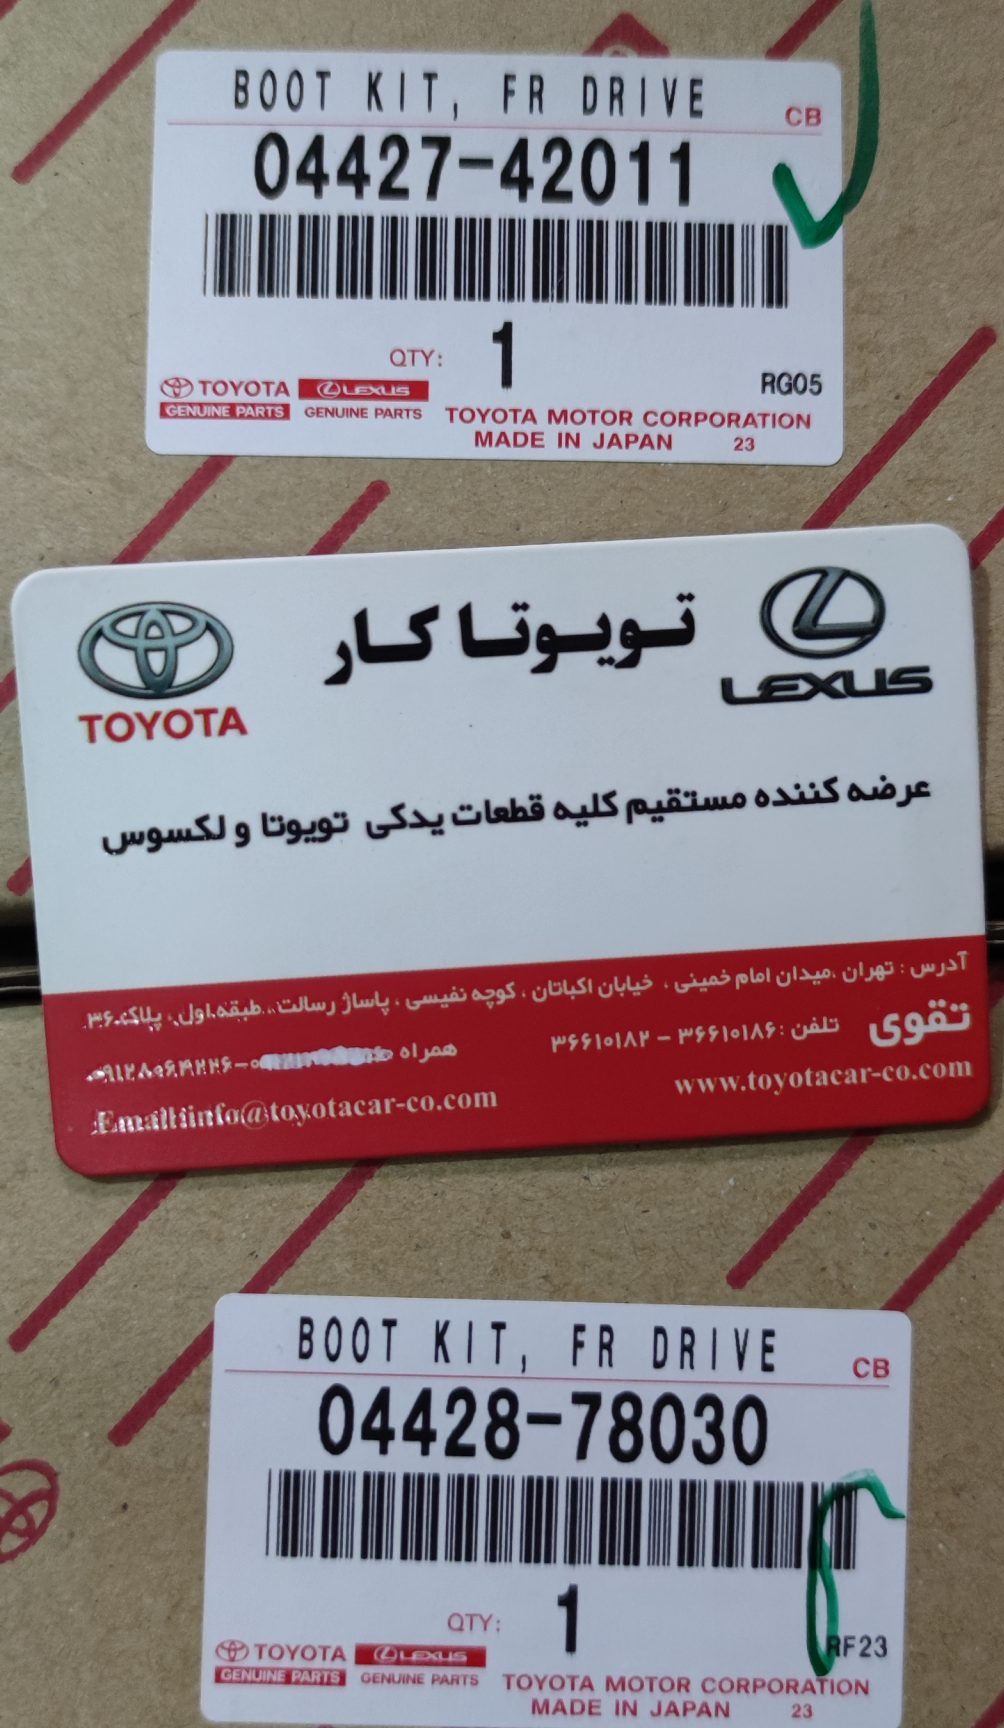 BOOT KIT, FR DRIVE
CB
04427-42011
QTY: 1
RG05
TOYOTA LEXUS
GENUINE PARTS GENUINE PARTS
TOYOTA MOTOR CORPORATION
MADE IN JAPAN 23
تویوتا کار
TOYOTA
LEXUS
عرضه کننده مستقیم کلیه قطعات یدکی تویوتا و لکسوس
آدرس : تهران ،میدان امام خمینی ، خیابان اکباتان ، کوچه نفیسی ، پاساژ رسالت، طبقه اول، پلاک ۳۶
تقوی
تلفن : ۳۶۶۱۰۱۸۶ – ۳۶۶۱۰۱۸۲
همراه ۰۹۱۲۸۰۶۴۲۲۶
www.toyotacar-co.com
Email:info@toyotacar-co.com
BOOT KIT, FR DRIVE
CB
04428-78030
QTY: 1
RF23
TOYOTA LEXUS
GENUINE PARTS GENUINE PARTS
TOYOTA MOTOR CORPORATION
MADE IN JAPAN 23